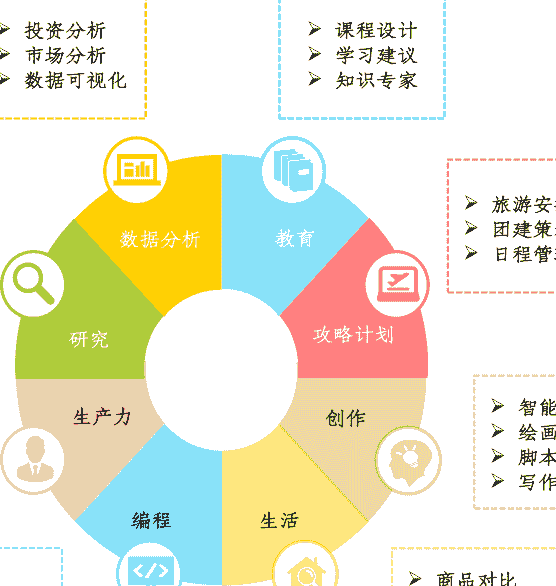 投资分析
市场分析
数据可视化
课程设计
学习建议
知识专家
数据分析
教育
旅游安
团建策
日程管
研究
攻略计划
生产力
创作
智能
绘画
脚本
写作
编程
生活
</>
商品对比